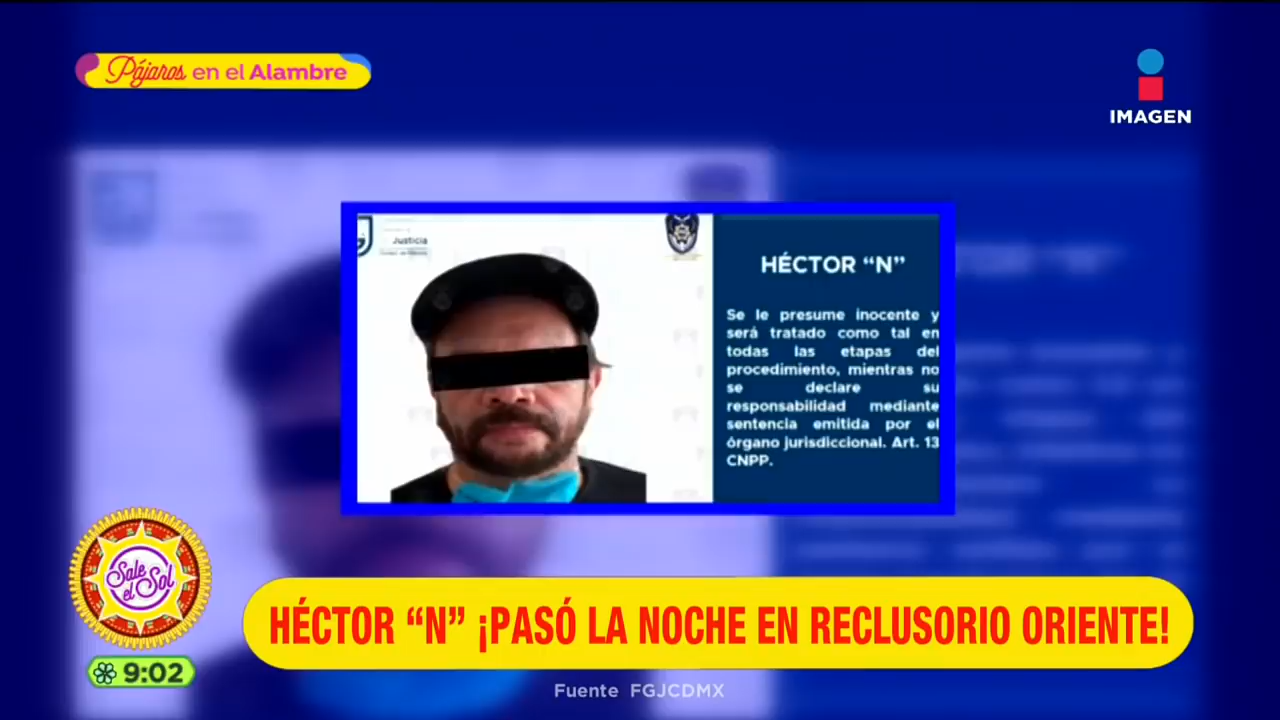 Pájaros en el Alambre
IMAGEN
Justicia
HÉCTOR “N”
Se le presume inocente y
será tratado como tal en
todas las etapas del
procedimiento, mientras no
se declare su
responsabilidad mediante
sentencia emitida por el
órgano jurisdiccional. Art. 13
CNPP.
Sale
el Sol
HÉCTOR “N” ¡PASÓ LA NOCHE EN RECLUSORIO ORIENTE!
9:02
Fuente FGJCDMX